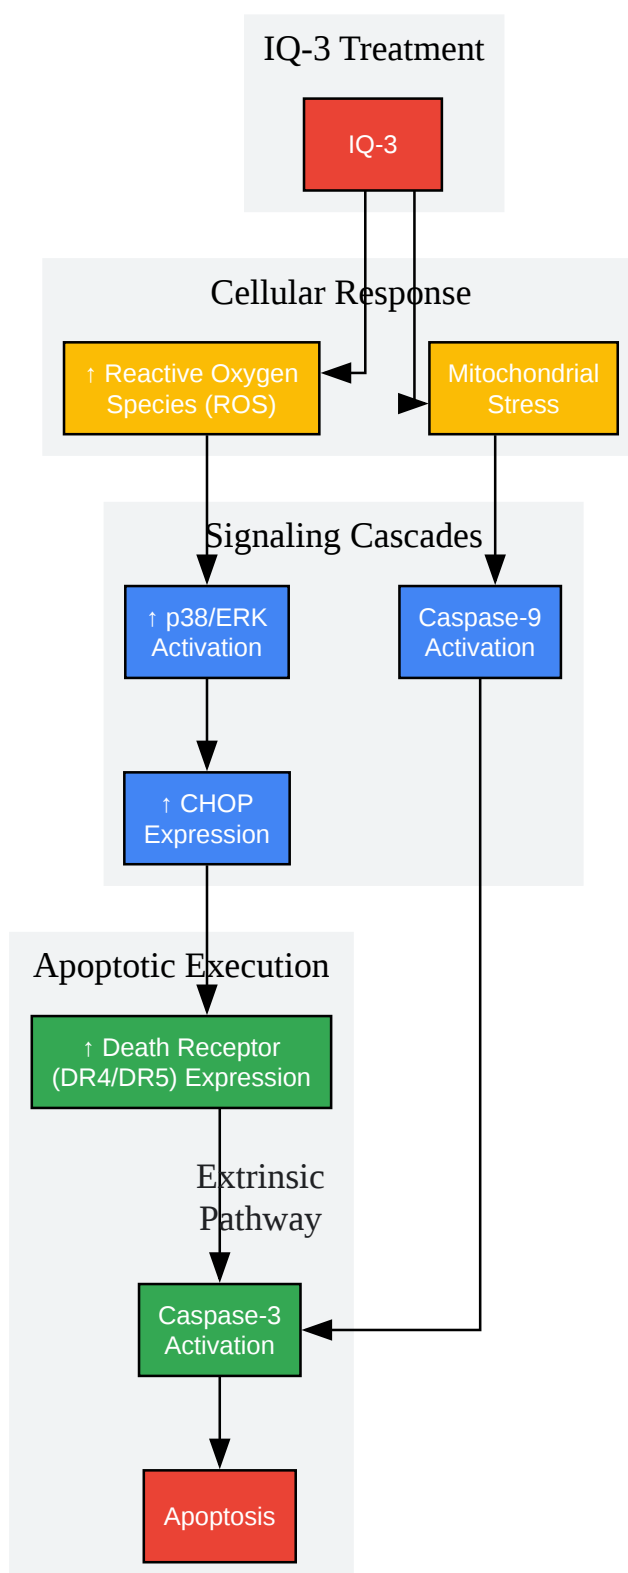 IQ-3 Treatment
IQ-3
Cellular Response
↑ Reactive Oxygen
Species (ROS)
Mitochondrial
Stress
Signaling Cascades
↑ p38/ERK
Activation
Caspase-9
Activation
↑ CHOP
Expression
Apoptotic Execution
↑ Death Receptor
(DR4/DR5) Expression
Extrinsic
Pathway
Caspase-3
Activation
Apoptosis